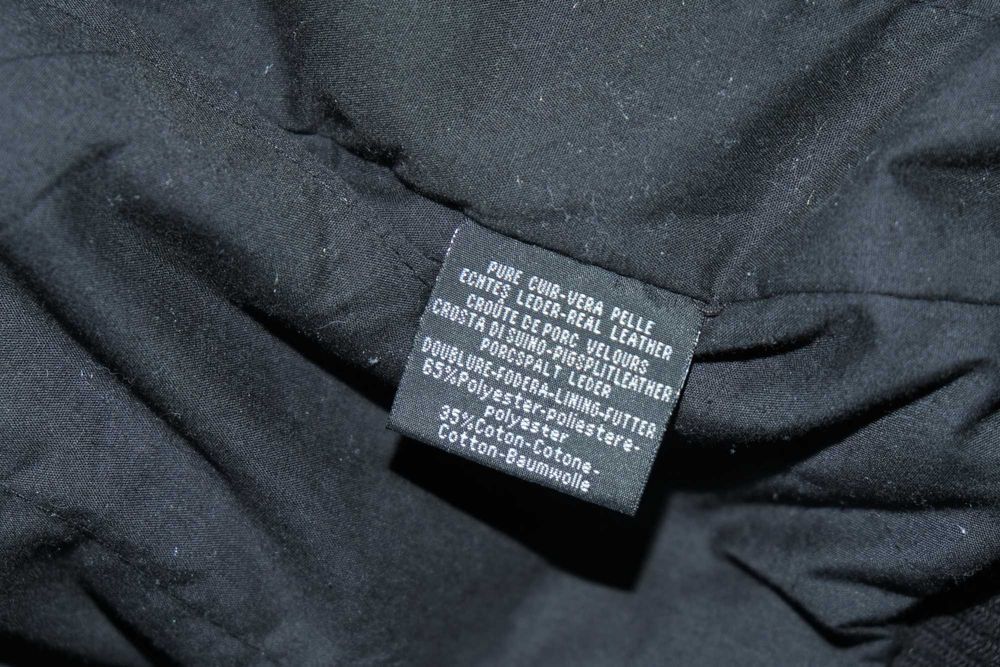 PURE CUIR-VERA PELLE
ECHTES LEDER-REAL LEATHER
CROÛTE DE PORC VELOURS
CROSTA DI SUINO-PIGSPLITLEATHER
PORCSPALT LEDER
DOUBLURE-FODERA-LINING-FUTTER
65%Polyester-poliestere-
polyester
35%Coton-Cotone-
Cotton-Baumwolle